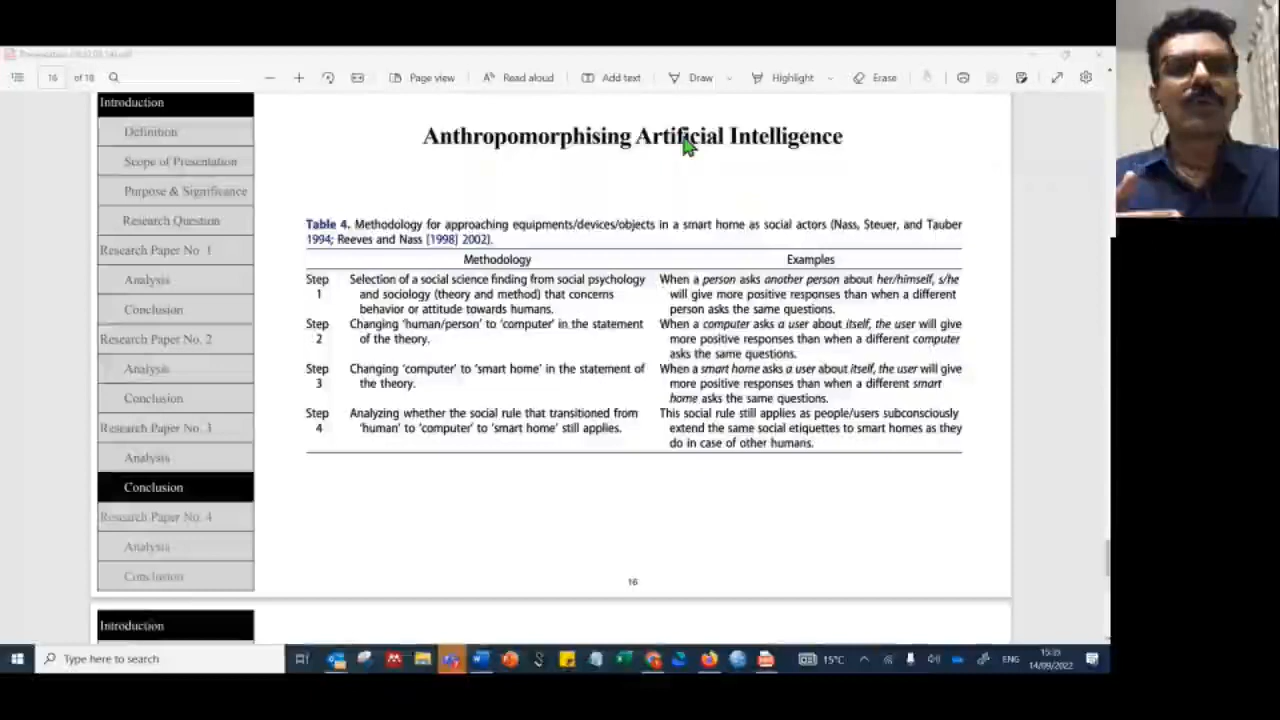 16 of 18
Page view
Read aloud
Add text
Draw
Highlight
Erase
Introduction
Definition
Scope of Presentation
Purpose & Significance
Research Question
Research Paper No 1
Analysis
Conclusion
Research Paper No. 2
Analysis
Conclusion
Research Paper No. 3
Analysis
Conclusion
Research Paper No. 4
Analysis
Conclusion
Anthropomorphising Artificial Intelligence
Table 4. Methodology for approaching equipments/devices/objects in a smart home as social actors (Nass, Steuer, and Tauber
1994; Reeves and Nass [1998] 2002).
Methodology Examples
Step Selection of a social science finding from social psychology When a person asks another person about her/himself, s/he
1 and sociology (theory and method) that concerns will give more positive responses than when a different
behavior or attitude towards humans. person asks the same questions.
Step Changing 'human/person' to 'computer' in the statement When a computer asks a user about itself, the user will give
2 of the theory. more positive responses than when a different computer
asks the same questions.
Step Changing 'computer' to 'smart home' in the statement of When a smart home asks a user about itself, the user will give
3 the theory. more positive responses than when a different smart
home asks the same questions.
Step Analyzing whether the social rule that transitioned from This social rule still applies as people/users subconsciously
4 'human' to 'computer' to 'smart home' still applies. extend the same social etiquettes to smart homes as they
do in case of other humans.
16
Introduction
Type here to search
15°C
ENG
14/09/2022